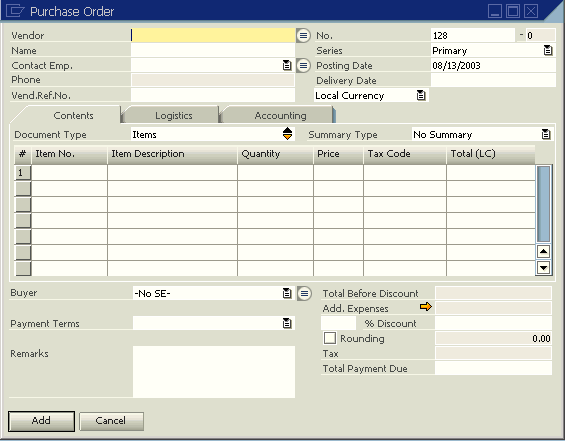 Purchase Order
Vendor No. 128 - 0
Name Series Primary
Contact Emp. Posting Date 08/13/2003
Phone Delivery Date
Vend.Ref.No. Local Currency
Contents Logistics Accounting
Document Type Items Summary Type No Summary
# Item No. Item Description Quantity Price Tax Code Total (LC)
1
Buyer -No SE- Total Before Discount
Add. Expenses
Payment Terms % Discount
Rounding 0.00
Remarks Tax
Total Payment Due
Add Cancel